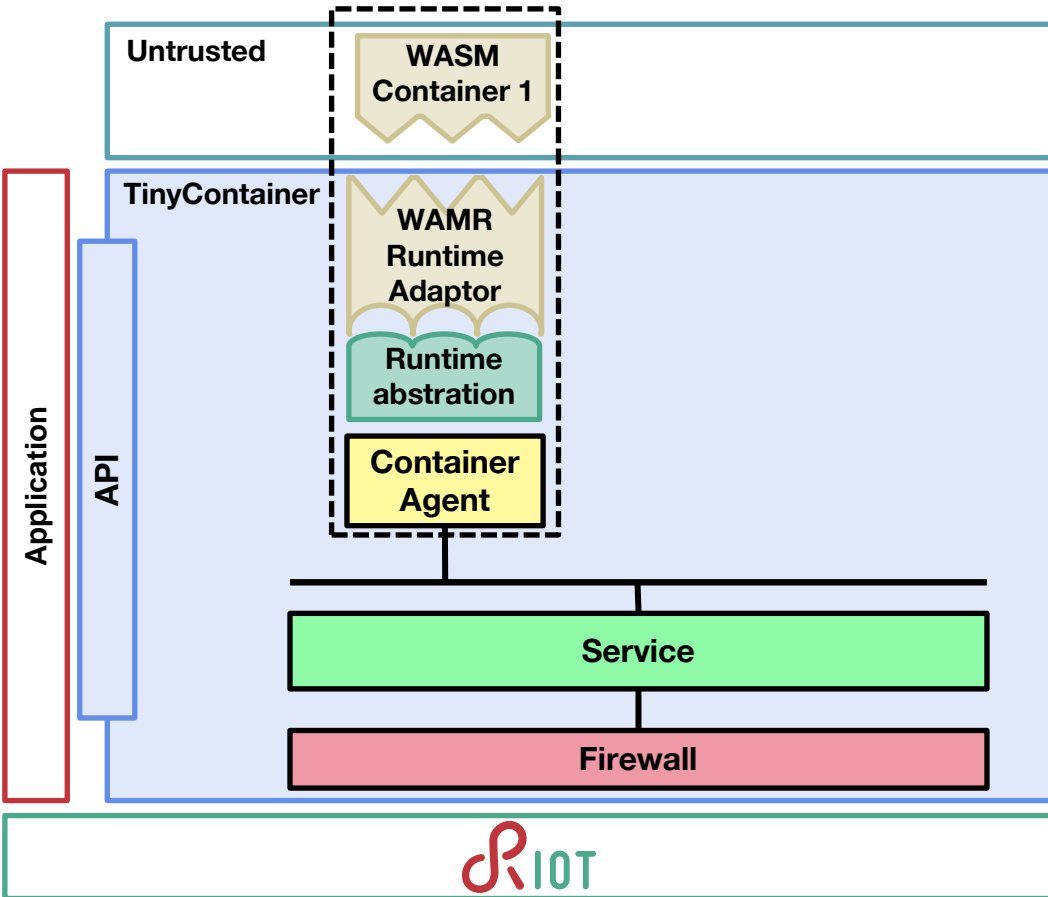 Untrusted
WASM
Container 1
TinyContainer
WAMR
Runtime
Adaptor
Runtime
abstration
Container
Agent
Application
API
Service
Firewall
RIOT